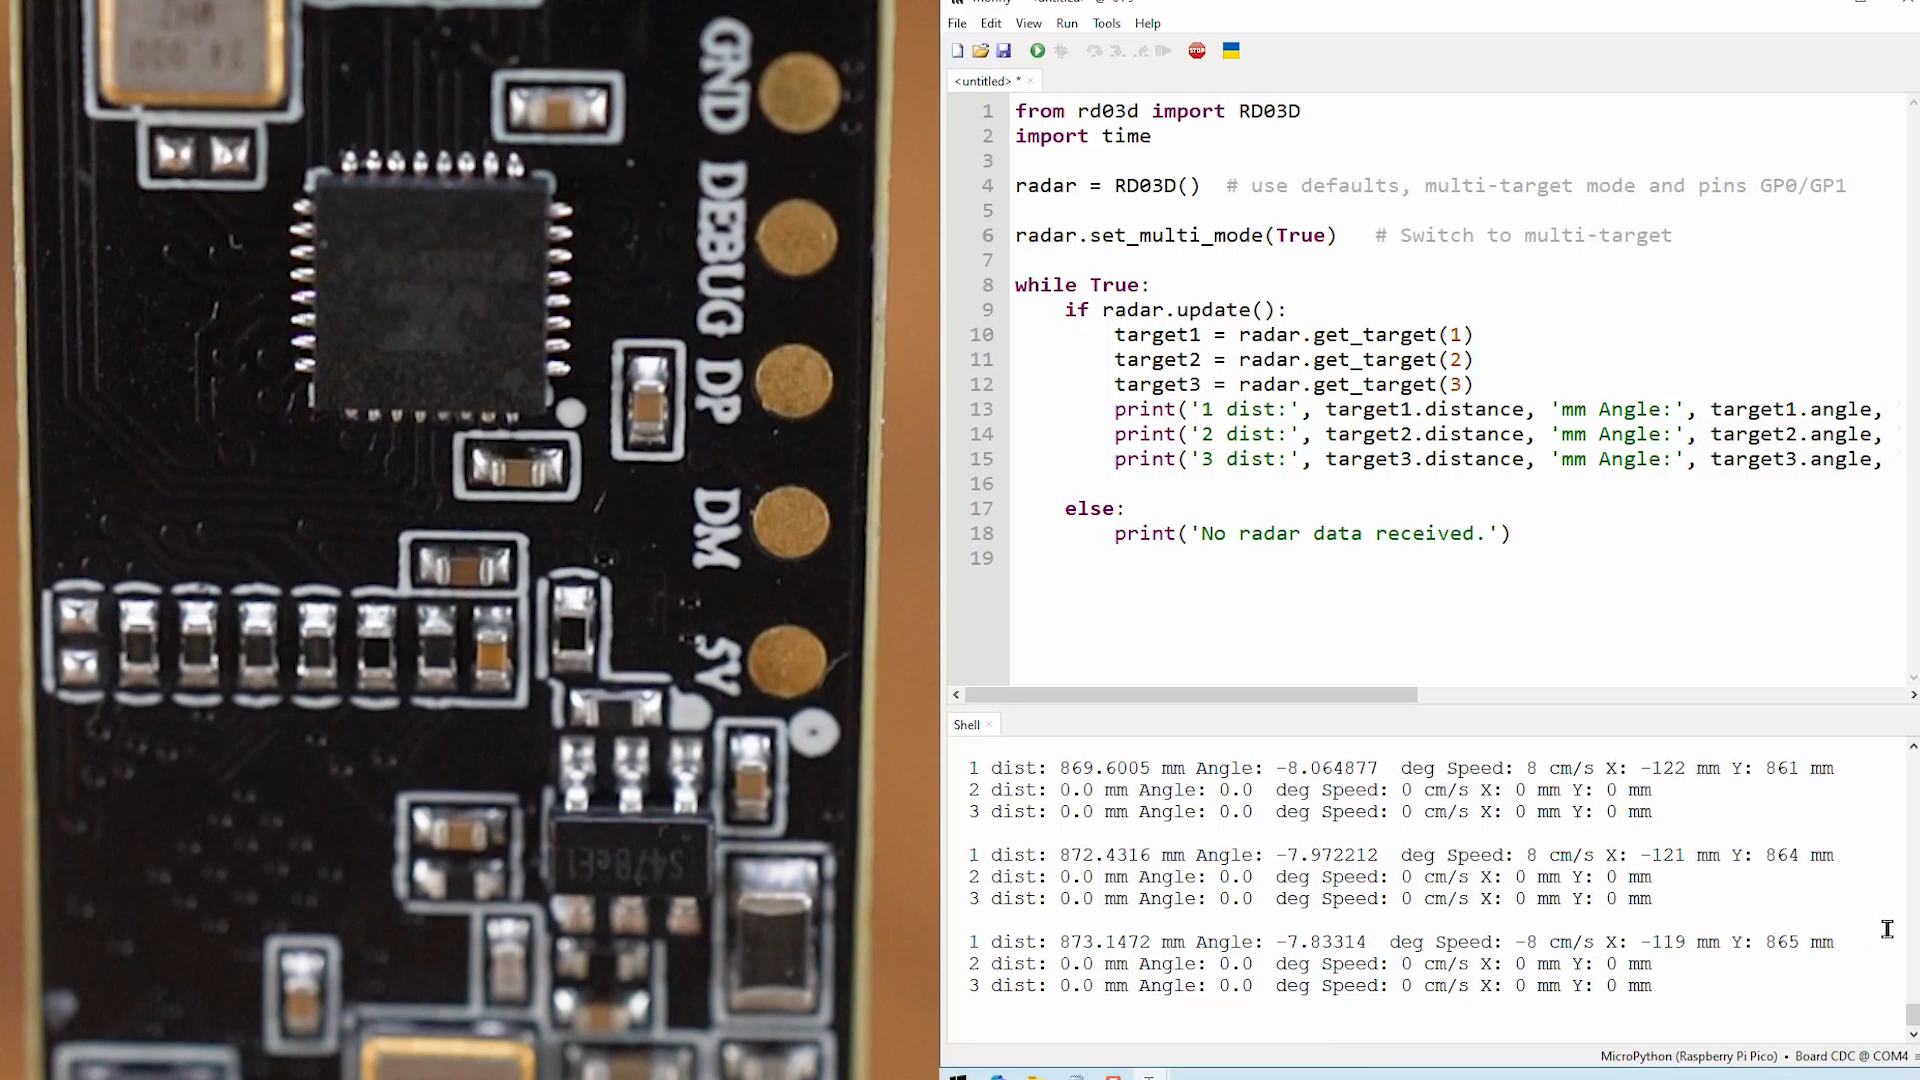 GND
DEBUG
DP
DM
5V
File Edit View Run Tools Help
STOP
<untitled> *
1 from rd03d import RD03D
2 import time
3
4 radar = RD03D()  # use defaults, multi-target mode and pins GP0/GP1
5
6 radar.set_multi_mode(True)   # Switch to multi-target
7
8 while True:
9     if radar.update():
10         target1 = radar.get_target(1)
11         target2 = radar.get_target(2)
12         target3 = radar.get_target(3)
13         print('1 dist:', target1.distance, 'mm Angle:', target1.angle,
14         print('2 dist:', target2.distance, 'mm Angle:', target2.angle,
15         print('3 dist:', target3.distance, 'mm Angle:', target3.angle,
16
17     else:
18         print('No radar data received.')
19
Shell
1 dist: 869.6005 mm Angle: -8.064877  deg Speed: 8 cm/s X: -122 mm Y: 861 mm
2 dist: 0.0 mm Angle: 0.0  deg Speed: 0 cm/s X: 0 mm Y: 0 mm
3 dist: 0.0 mm Angle: 0.0  deg Speed: 0 cm/s X: 0 mm Y: 0 mm
1 dist: 872.4316 mm Angle: -7.972212  deg Speed: 8 cm/s X: -121 mm Y: 864 mm
2 dist: 0.0 mm Angle: 0.0  deg Speed: 0 cm/s X: 0 mm Y: 0 mm
3 dist: 0.0 mm Angle: 0.0  deg Speed: 0 cm/s X: 0 mm Y: 0 mm
1 dist: 873.1472 mm Angle: -7.83314  deg Speed: -8 cm/s X: -119 mm Y: 865 mm
2 dist: 0.0 mm Angle: 0.0  deg Speed: 0 cm/s X: 0 mm Y: 0 mm
3 dist: 0.0 mm Angle: 0.0  deg Speed: 0 cm/s X: 0 mm Y: 0 mm
MicroPython (Raspberry Pi Pico) • Board CDC @ COM4